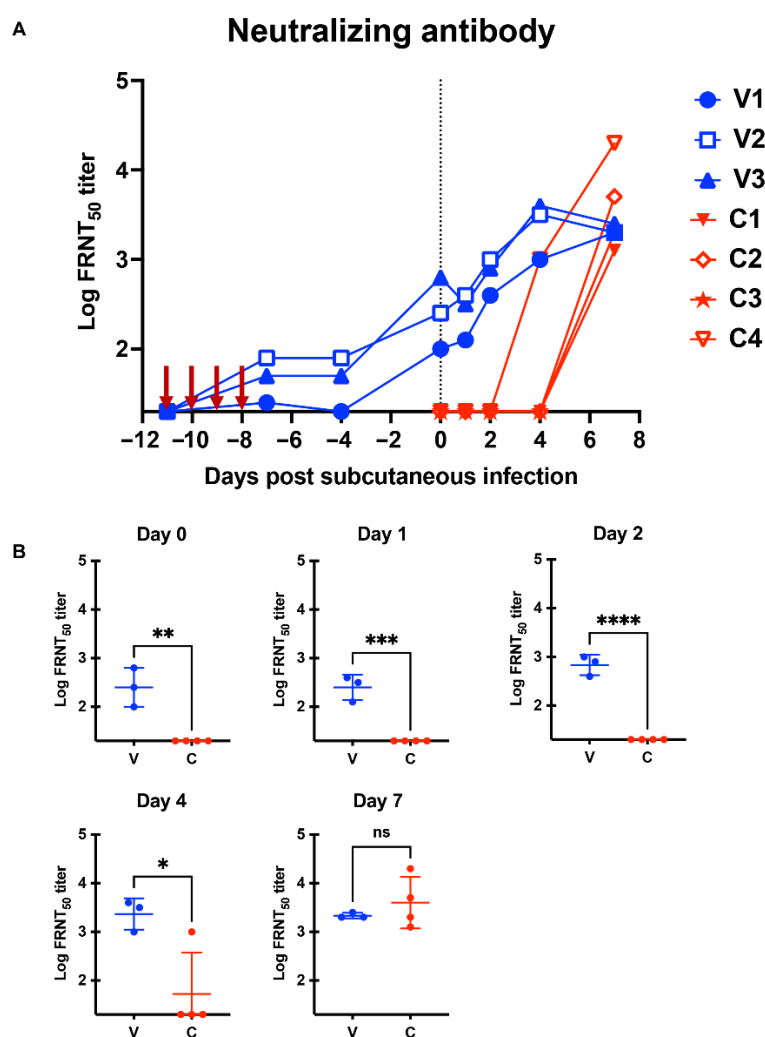 A
Neutralizing antibody
Log FRNT50 titer
5
4
3
2
−12 −10 −8 −6 −4 −2 0 2 4 6 8
Days post subcutaneous infection
V1
V2
V3
C1
C2
C3
C4
B
Day 0
Log FRNT50 titer
5
4
3
2
**
V C
Day 1
Log FRNT50 titer
5
4
3
2
***
V C
Day 2
Log FRNT50 titer
5
4
3
2
****
V C
Day 4
Log FRNT50 titer
5
4
3
2
*
V C
Day 7
Log FRNT50 titer
5
4
3
2
ns
V C